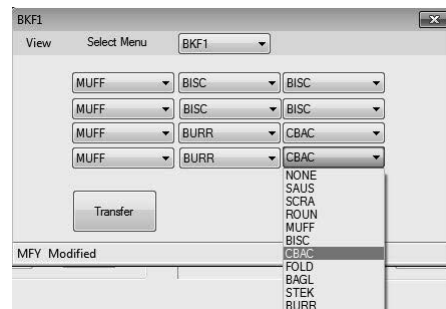 BKF1
View Select Menu BKF1
MUFF BISC BISC
MUFF BISC BISC
MUFF BURR CBAC
MUFF BURR CBAC
NONE
SAUS
SCRA
ROUN
MUFF
BISC
CBAC
FOLD
BAGL
STEK
BURR
Transfer
MFY Modified